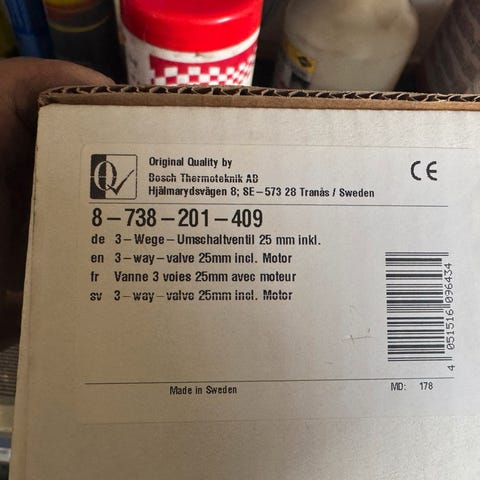 Original Quality by
Bosch Thermoteknik AB
Hjälmarydsvägen 8; SE-573 28 Tranås / Sweden
CE
8-738-201-409
de 3-Wege-Umschaltventil 25 mm inkl.
en 3-way-valve 25mm incl. Motor
fr Vanne 3 voies 25mm avec moteur
sv 3-way-valve 25mm incl. Motor
4 051516 096434
Made in Sweden
MD: 178